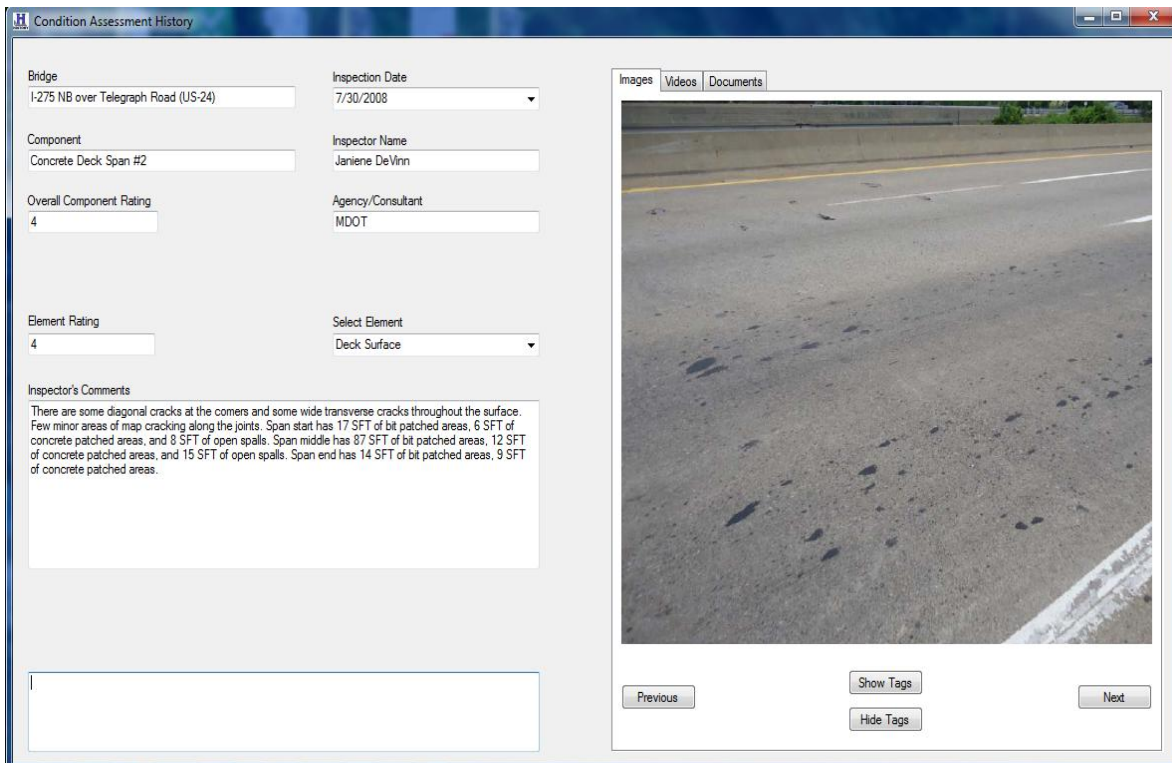 H
Condition Assessment History
Bridge
I-275 NB over Telegraph Road (US-24)
Inspection Date
7/30/2008
Component
Concrete Deck Span #2
Inspector Name
Janiene DeVinn
Overall Component Rating
4
Agency/Consultant
MDOT
Element Rating
4
Select Element
Deck Surface
Inspector's Comments
There are some diagonal cracks at the corners and some wide transverse cracks throughout the surface.
Few minor areas of map cracking along the joints. Span start has 17 SFT of bit patched areas, 6 SFT of
concrete patched areas, and 8 SFT of open spalls. Span middle has 87 SFT of bit patched areas, 12 SFT
of concrete patched areas, and 15 SFT of open spalls. Span end has 14 SFT of bit patched areas, 9 SFT
of concrete patched areas.
Images Videos Documents
Previous
Show Tags
Hide Tags
Next